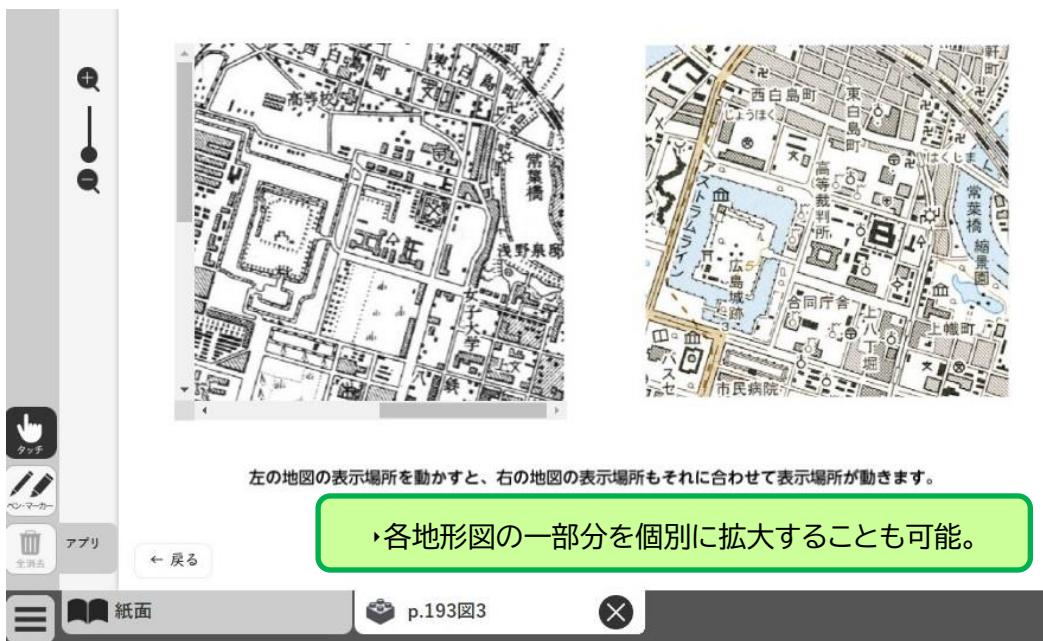 西白島町
東白島
高等学校
常葉橋
浅野泉邸
女子大学
西白島町
東白島町
じょうほく
はくしま
常葉橋
縮景園
高等裁判所
ストラムライン
広島城跡
合同庁舎
上八丁堀
上幟町
バスセ
市民病院
タッチ
ペン・マーカー
全消去
アプリ
左の地図の表示場所を動かすと、右の地図の表示場所もそれに合わせて表示場所が動きます。
‣各地形図の一部分を個別に拡大することも可能。
← 戻る
紙面
p.193図3